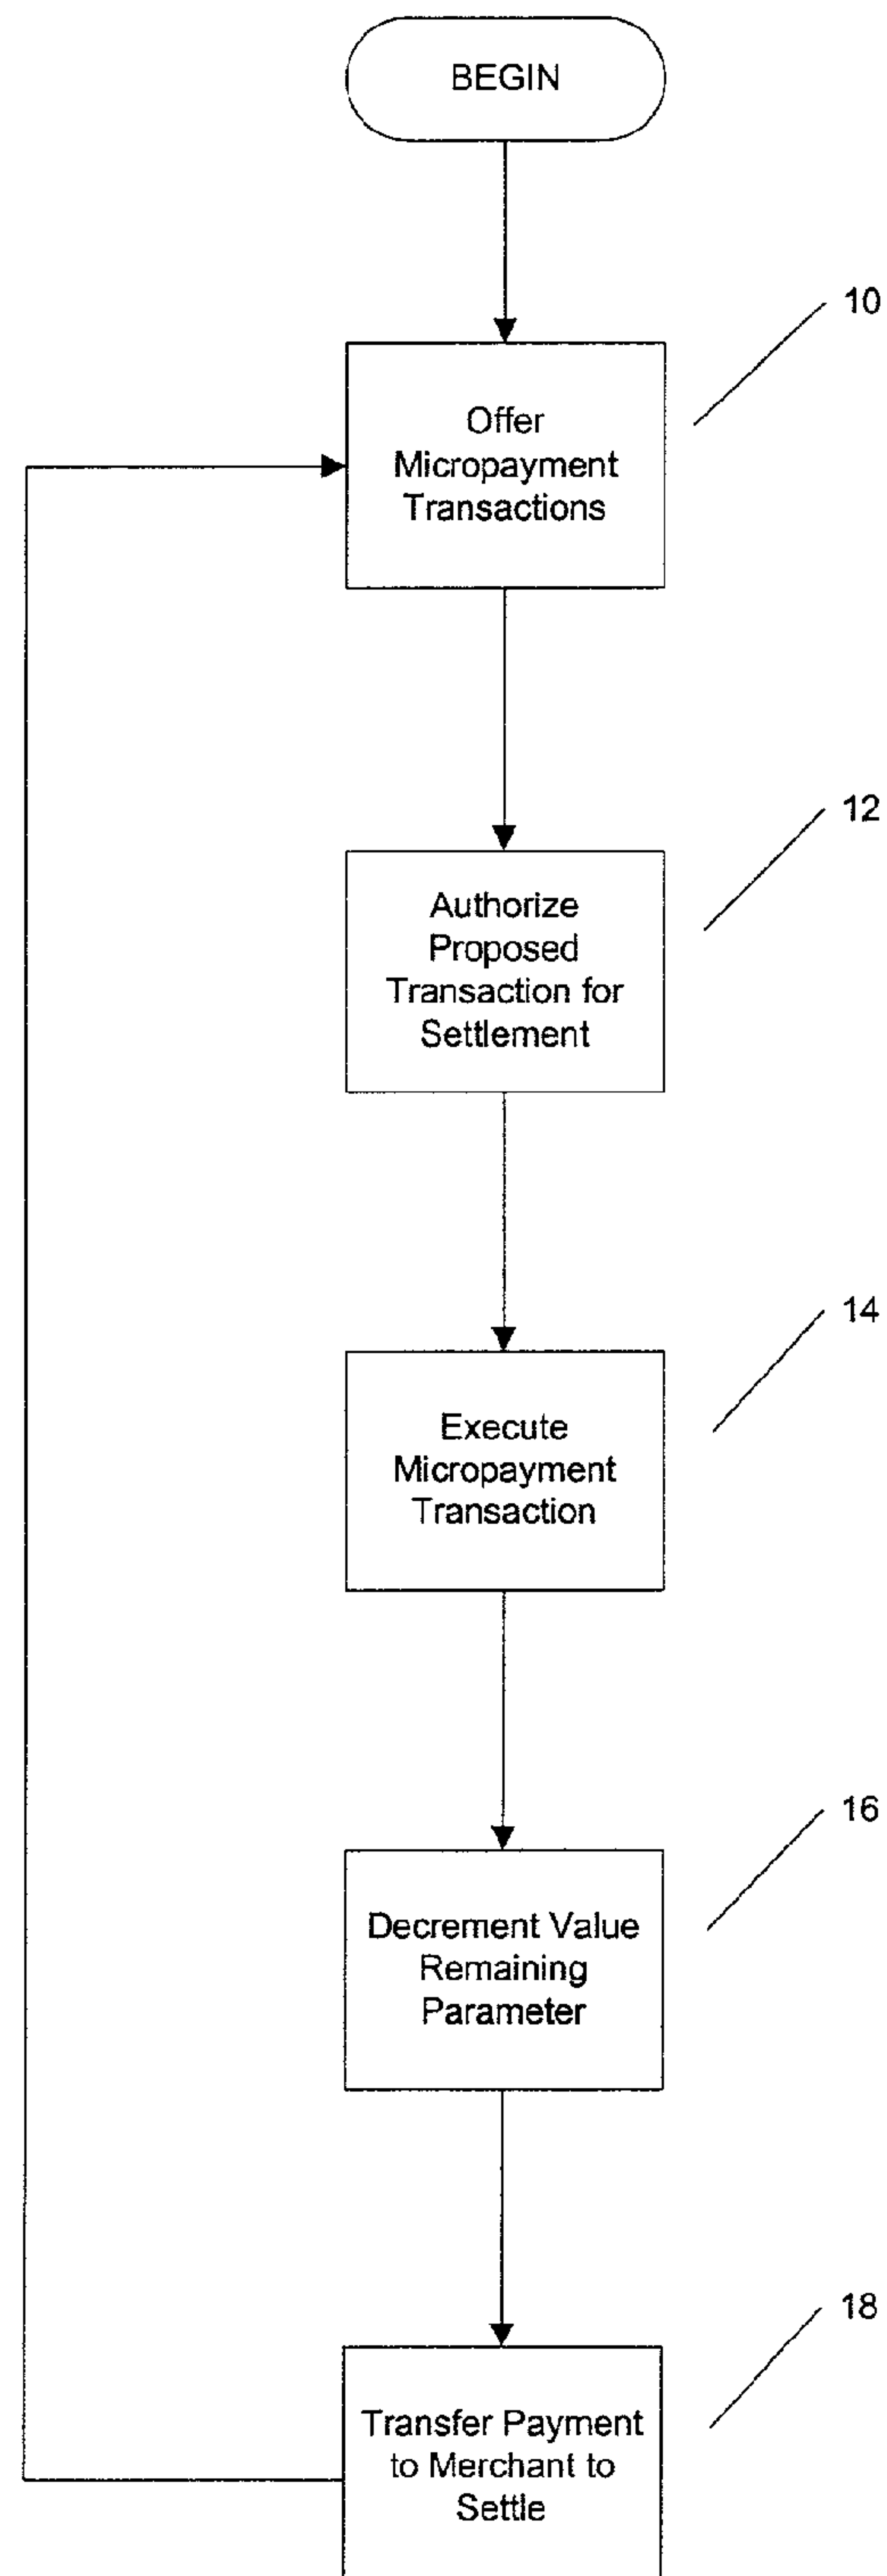 BEGIN
10
Offer
Micropayment
Transactions
12
Authorize
Proposed
Transaction for
Settlement
14
Execute
Micropayment
Transaction
16
Decrement Value
Remaining
Parameter
18
Transfer Payment
to Merchant to
Settle